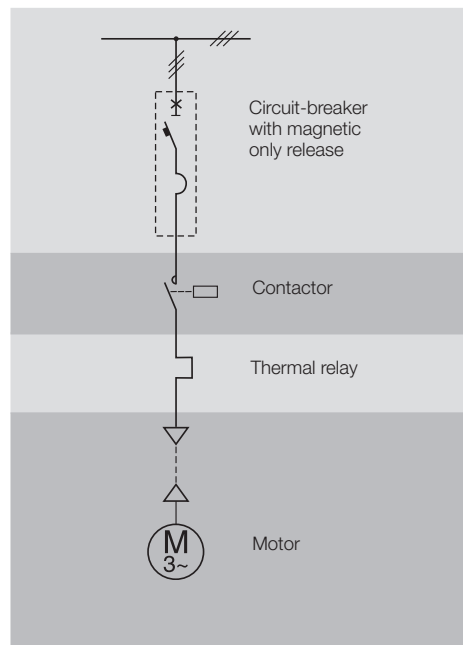 Circuit-breaker
with magnetic
only release
Contactor
Thermal relay
Motor
M
3~